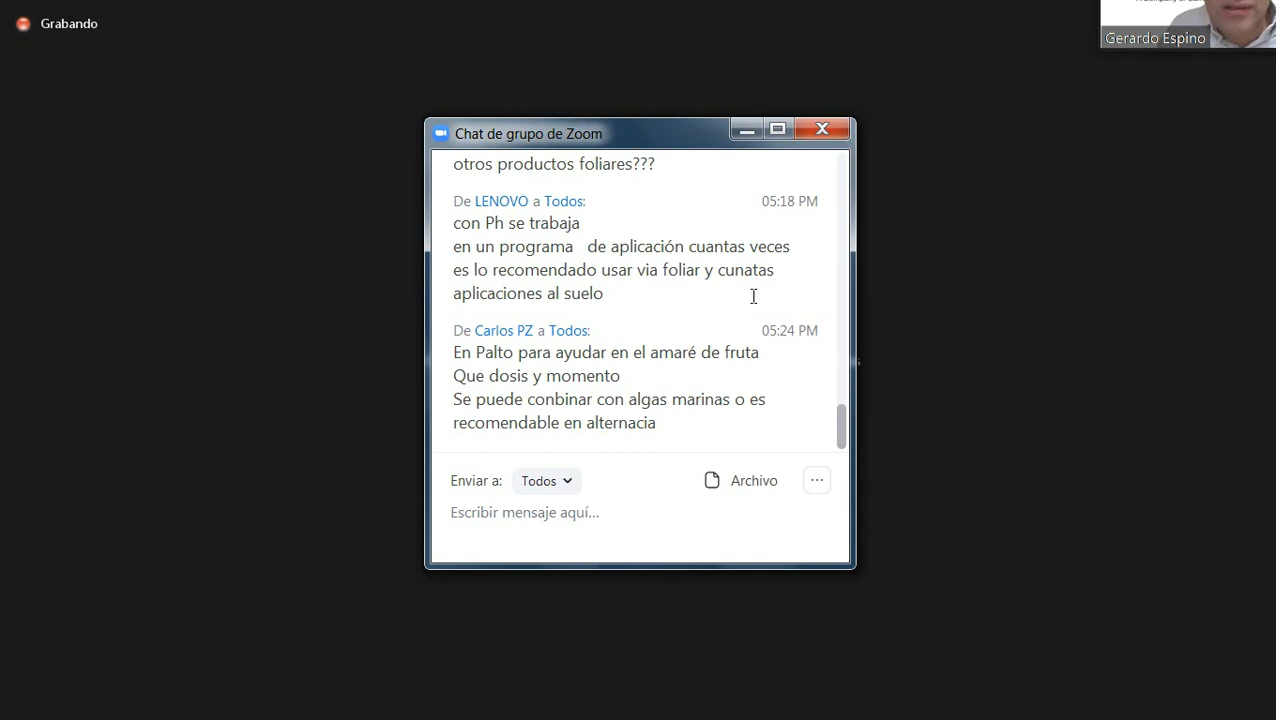 Grabando
Gerardo Espino
Chat de grupo de Zoom
otros productos foliares???
De LENOVO a Todos: 05:18 PM
con Ph se trabaja
en un programa de aplicación cuantas veces
es lo recomendado usar via foliar y cunatas
aplicaciones al suelo
De Carlos PZ a Todos: 05:24 PM
En Palto para ayudar en el amaré de fruta
Que dosis y momento
Se puede conbinar con algas marinas o es
recomendable en alternacia
Enviar a: Todos Archivo ...
Escribir mensaje aquí...